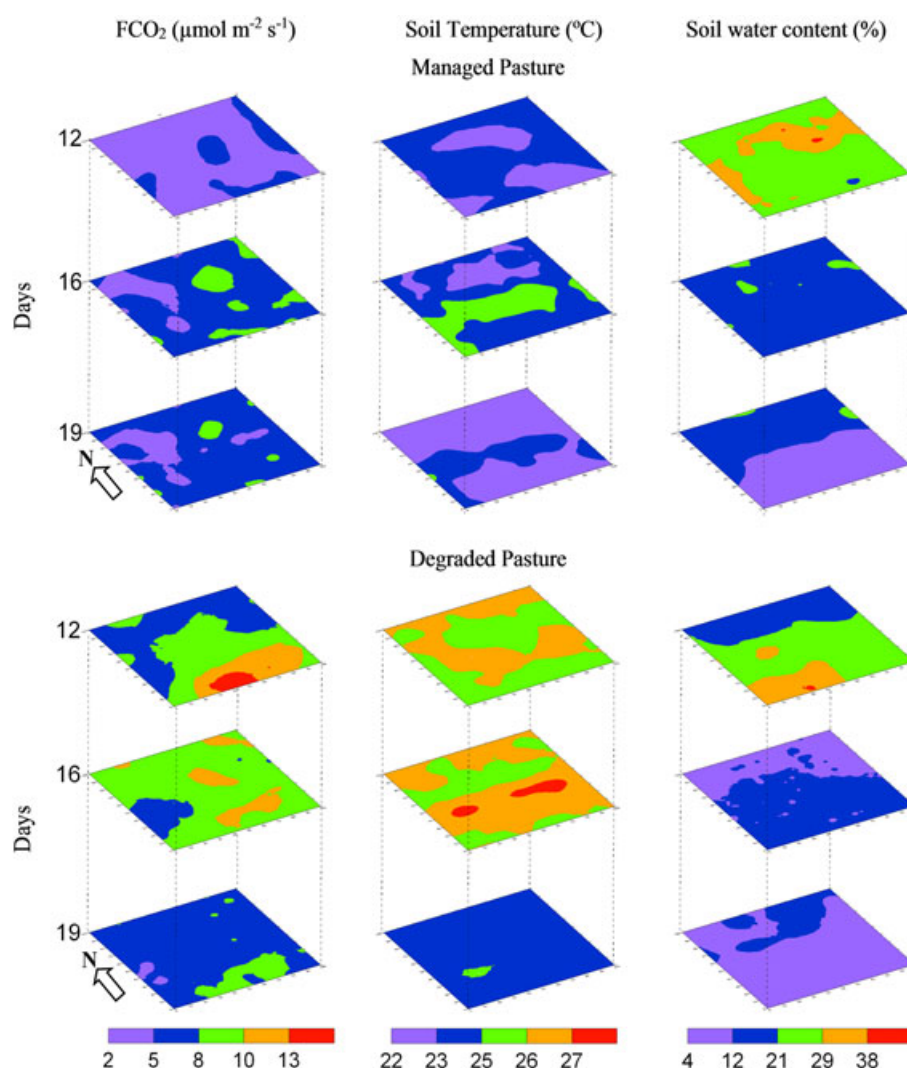 FCO₂ (µmol m⁻² s⁻¹) Soil Temperature (ºC) Soil water content (%)
Managed Pasture
12
16
Days
19
N
Degraded Pasture
12
16
Days
19
N
2 5 8 10 13 22 23 25 26 27 4 12 21 29 38